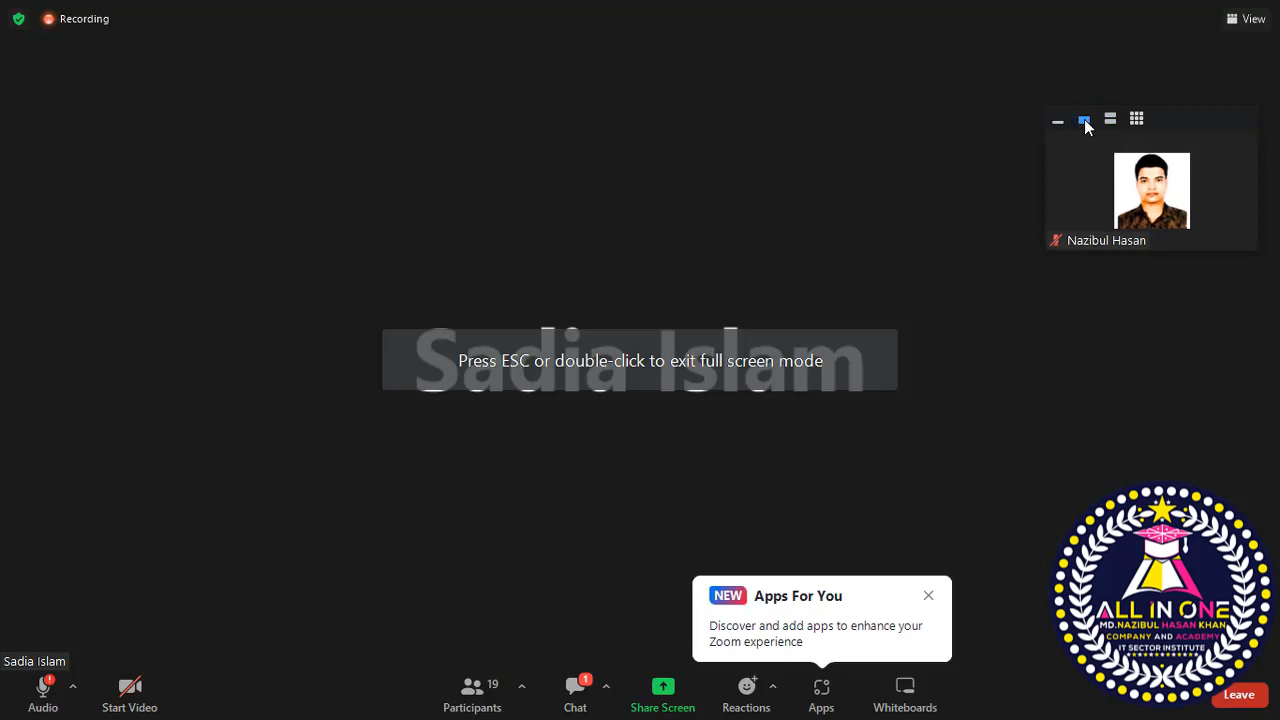 Recording
View
Nazibul Hasan
Sadia Islam
Press ESC or double-click to exit full screen mode
NEW Apps For You
Discover and add apps to enhance your
Zoom experience
ALL IN ONE
MD.NAZIBUL HASAN KHAN
COMPANY AND ACADEMY
IT SECTOR INSTITUTE
Sadia Islam
Audio
Start Video
19
Participants
1
Chat
Share Screen
Reactions
Apps
Whiteboards
Leave